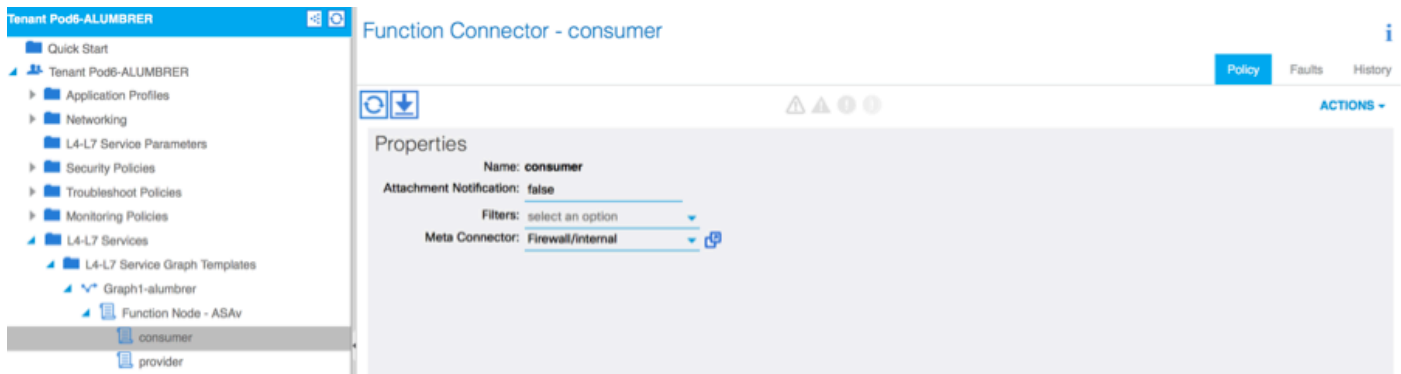 Tenant Pod6-ALUMBRER
Quick Start
Tenant Pod6-ALUMBRER
Application Profiles
Networking
L4-L7 Service Parameters
Security Policies
Troubleshoot Policies
Monitoring Policies
L4-L7 Services
L4-L7 Service Graph Templates
Graph1-alumbrer
Function Node - ASAv
consumer
provider
Function Connector - consumer
i
Policy Faults History
ACTIONS
Properties
Name: consumer
Attachment Notification: false
Filters: select an option
Meta Connector: Firewall/internal